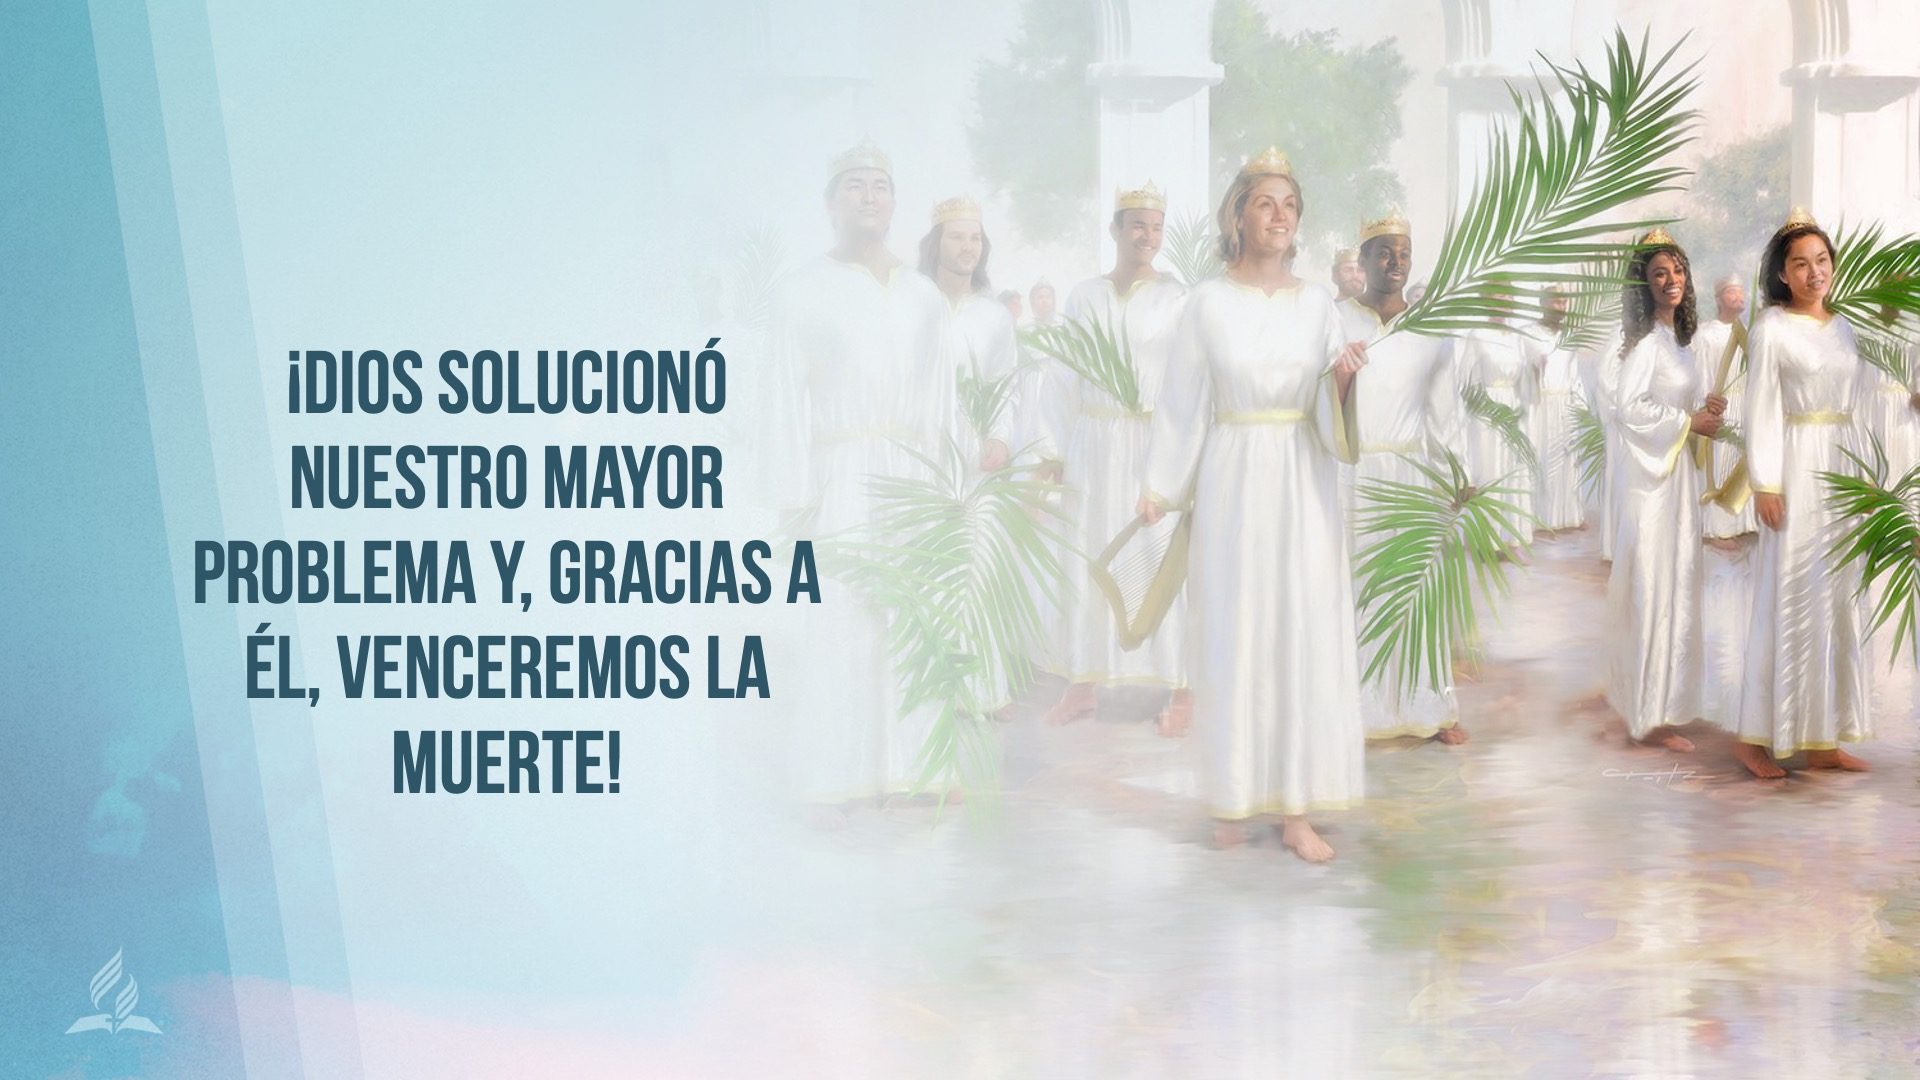 ¡DIOS SOLUCIONÓ
NUESTRO MAYOR
PROBLEMA Y, GRACIAS A
ÉL, VENCEREMOS LA
MUERTE!